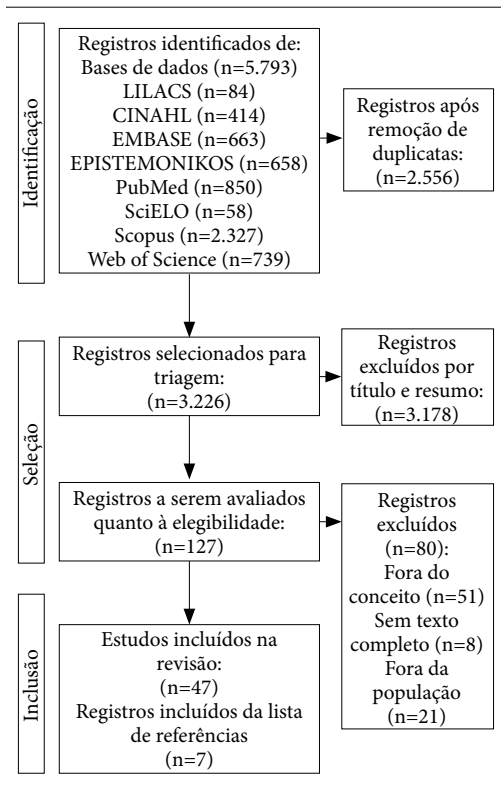 Identificação
Registros identificados de:
Bases de dados (n=5.793)
LILACS (n=84)
CINAHL (n=414)
EMBASE (n=663)
EPISTEMONIKOS (n=658)
PubMed (n=850)
SciELO (n=58)
Scopus (n=2.327)
Web of Science (n=739)
Registros após
remoção de
duplicatas:
(n=2.556)
Seleção
Registros selecionados para
triagem:
(n=3.226)
Registros
excluídos por
título e resumo:
(n=3.178)
Registros a serem avaliados
quanto à elegibilidade:
(n=127)
Registros
excluídos
(n=80):
Fora do
conceito (n=51)
Sem texto
completo (n=8)
Fora da
população
(n=21)
Inclusão
Estudos incluídos na
revisão:
(n=47)
Registros incluídos da lista
de referências
(n=7)